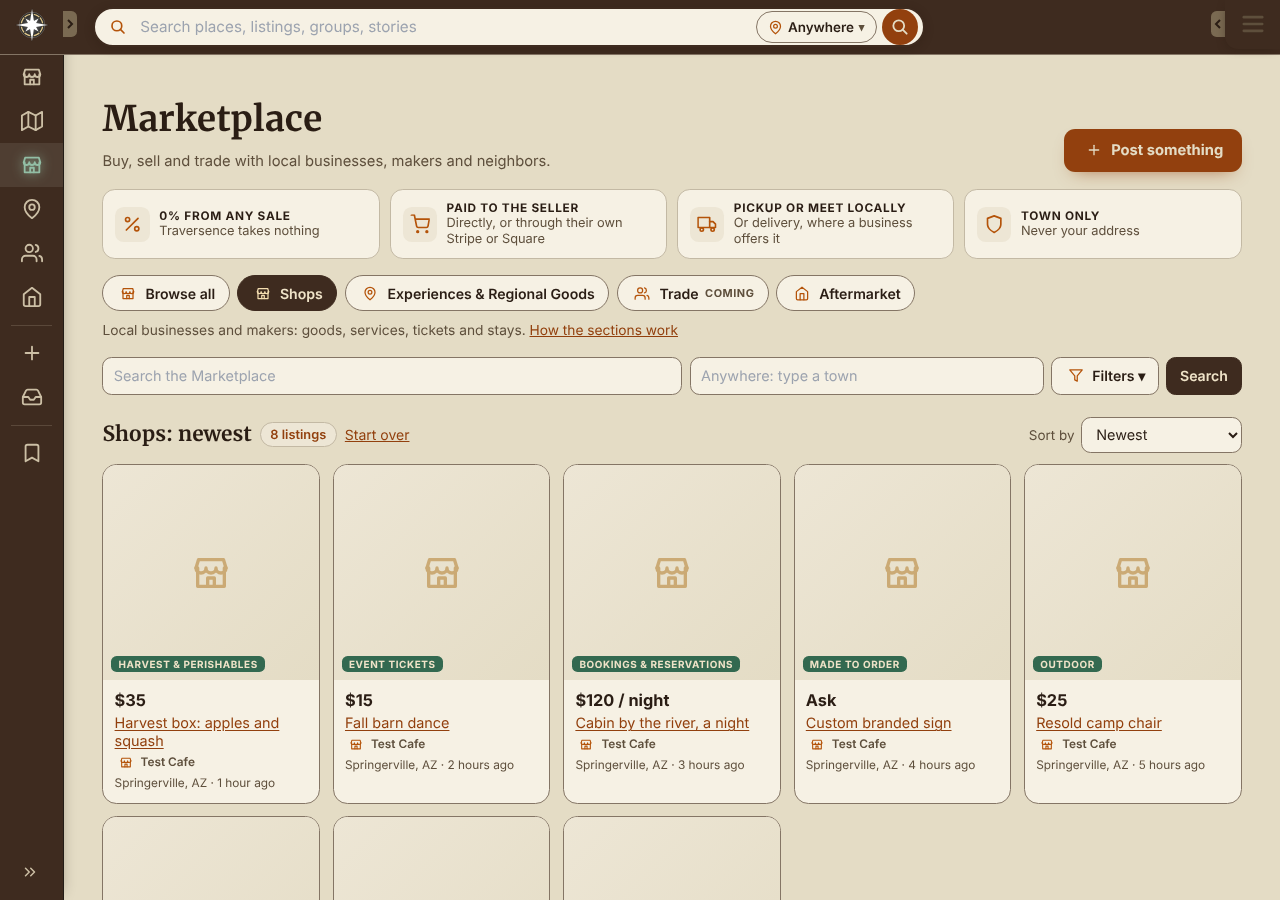 Search places, listings, groups, stories
Anywhere ▾
Marketplace
Buy, sell and trade with local businesses, makers and neighbors.
Post something
0% FROM ANY SALE
Traversence takes nothing
PAID TO THE SELLER
Directly, or through their own
Stripe or Square
PICKUP OR MEET LOCALLY
Or delivery, where a business
offers it
TOWN ONLY
Never your address
Browse all
Shops
Experiences & Regional Goods
Trade COMING
Aftermarket
Local businesses and makers: goods, services, tickets and stays. How the sections work
Search the Marketplace
Anywhere: type a town
Filters ▾
Search
Shops: newest
8 listings
Start over
Sort by
Newest
HARVEST & PERISHABLES
$35
Harvest box: apples and
squash
Test Cafe
Springerville, AZ · 1 hour ago
EVENT TICKETS
$15
Fall barn dance
Test Cafe
Springerville, AZ · 2 hours ago
BOOKINGS & RESERVATIONS
$120 / night
Cabin by the river, a night
Test Cafe
Springerville, AZ · 3 hours ago
MADE TO ORDER
Ask
Custom branded sign
Test Cafe
Springerville, AZ · 4 hours ago
OUTDOOR
$25
Resold camp chair
Test Cafe
Springerville, AZ · 5 hours ago